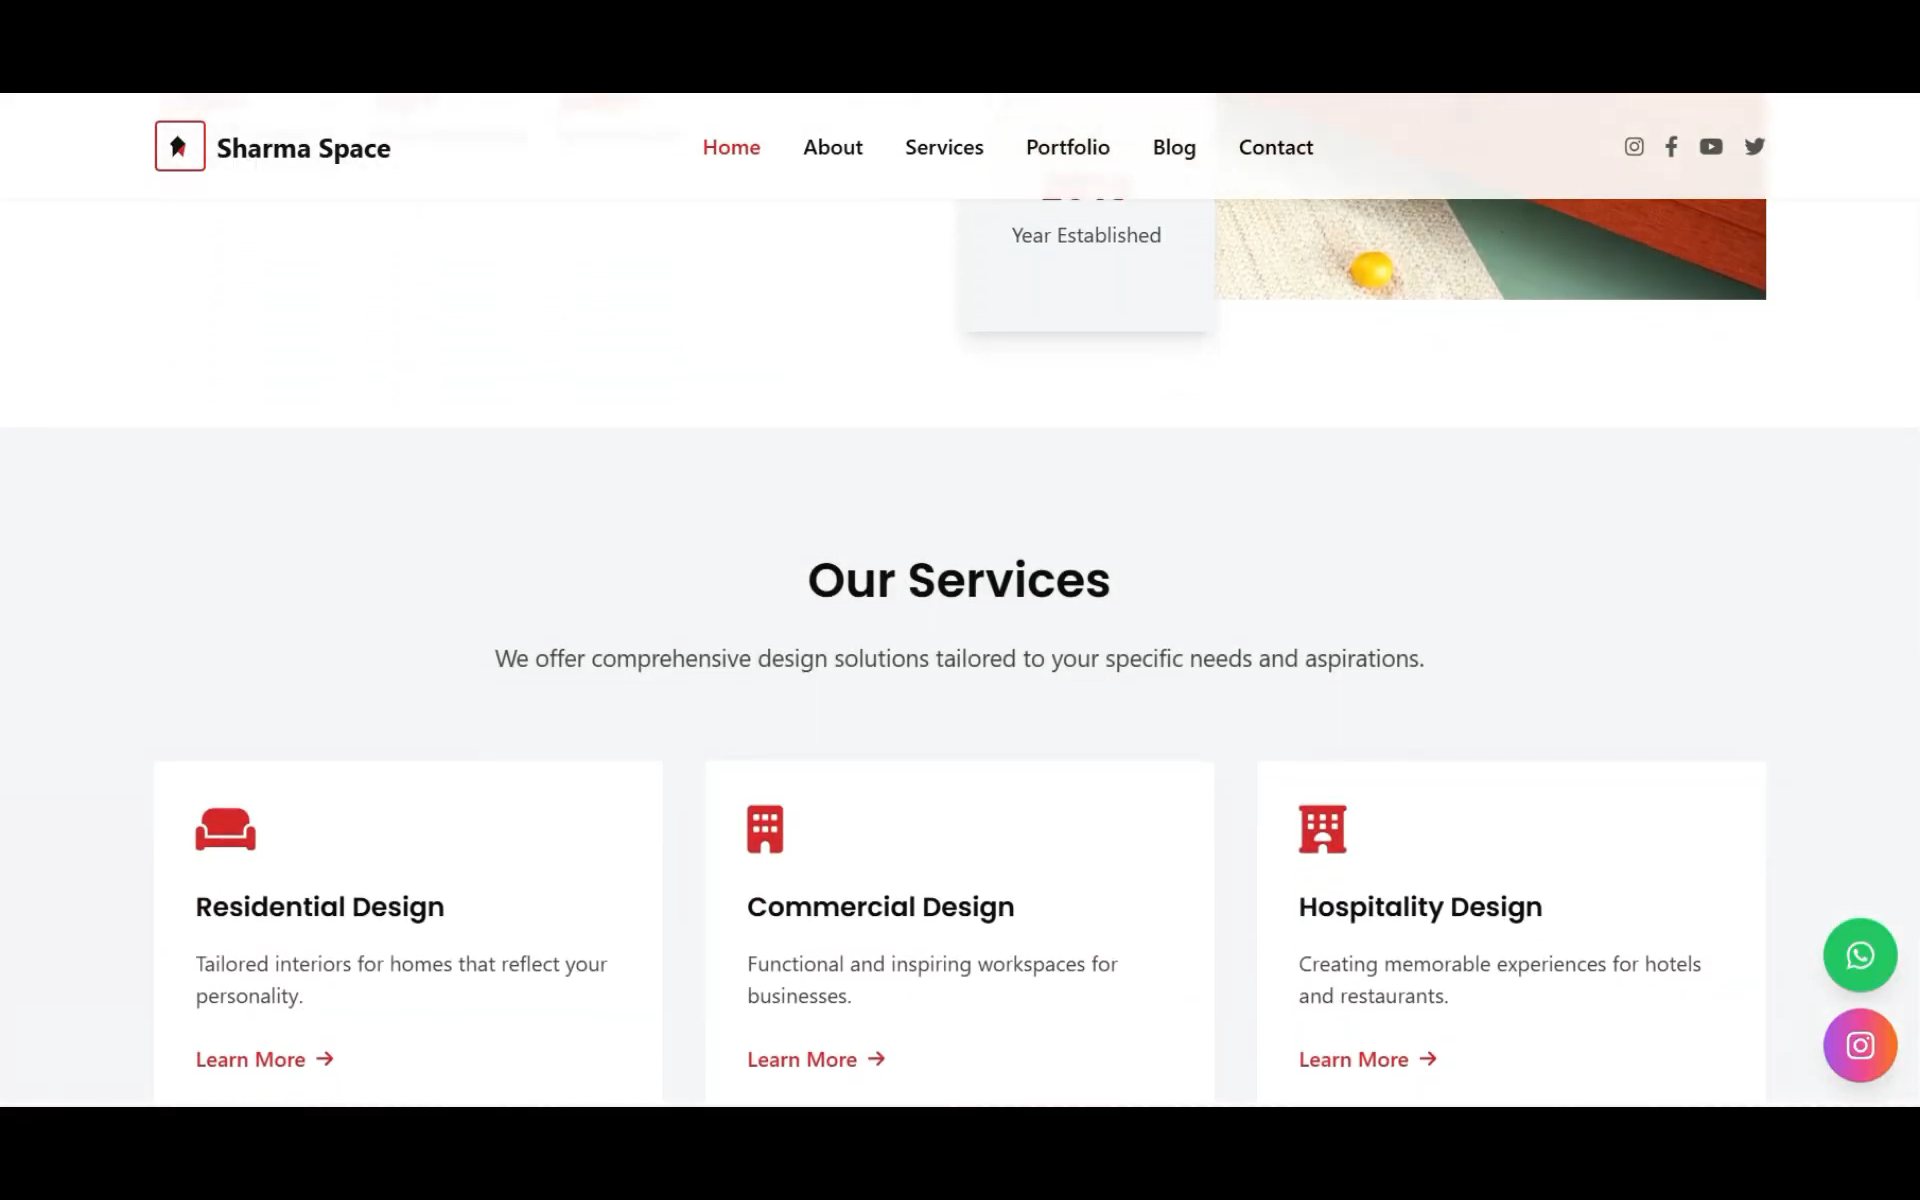 Sharma Space
Home About Services Portfolio Blog Contact
Year Established
Our Services
We offer comprehensive design solutions tailored to your specific needs and aspirations.
Residential Design
Tailored interiors for homes that reflect your
personality.
Learn More →
Commercial Design
Functional and inspiring workspaces for
businesses.
Learn More →
Hospitality Design
Creating memorable experiences for hotels
and restaurants.
Learn More →